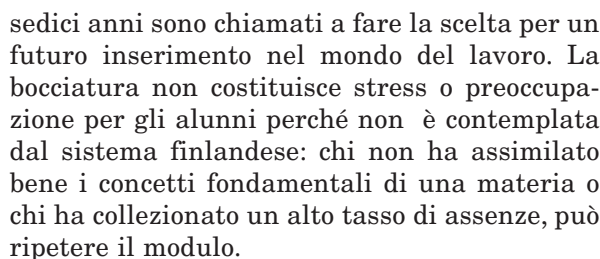 sedici anni sono chiamati a fare la scelta per un
futuro inserimento nel mondo del lavoro. La
bocciatura non costituisce stress o preoccupa-
zione per gli alunni perché non è contemplata
dal sistema finlandese: chi non ha assimilato
bene i concetti fondamentali di una materia o
chi ha collezionato un alto tasso di assenze, può
ripetere il modulo.